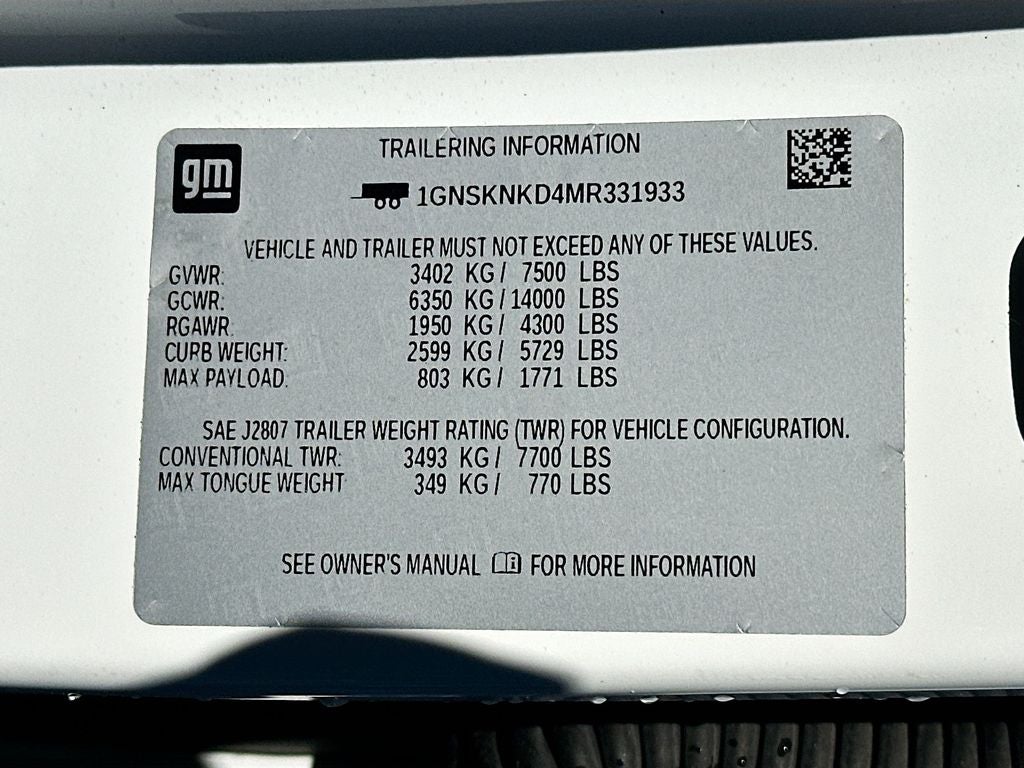 gm
TRAILERING INFORMATION
1GNSKNKD4MR331933
VEHICLE AND TRAILER MUST NOT EXCEED ANY OF THESE VALUES.
GVWR: 3402 KG / 7500 LBS
GCWR: 6350 KG / 14000 LBS
RGAWR: 1950 KG / 4300 LBS
CURB WEIGHT: 2599 KG / 5729 LBS
MAX PAYLOAD: 803 KG / 1771 LBS
SAE J2807 TRAILER WEIGHT RATING (TWR) FOR VEHICLE CONFIGURATION.
CONVENTIONAL TWR: 3493 KG / 7700 LBS
MAX TONGUE WEIGHT 349 KG / 770 LBS
SEE OWNER'S MANUAL i FOR MORE INFORMATION